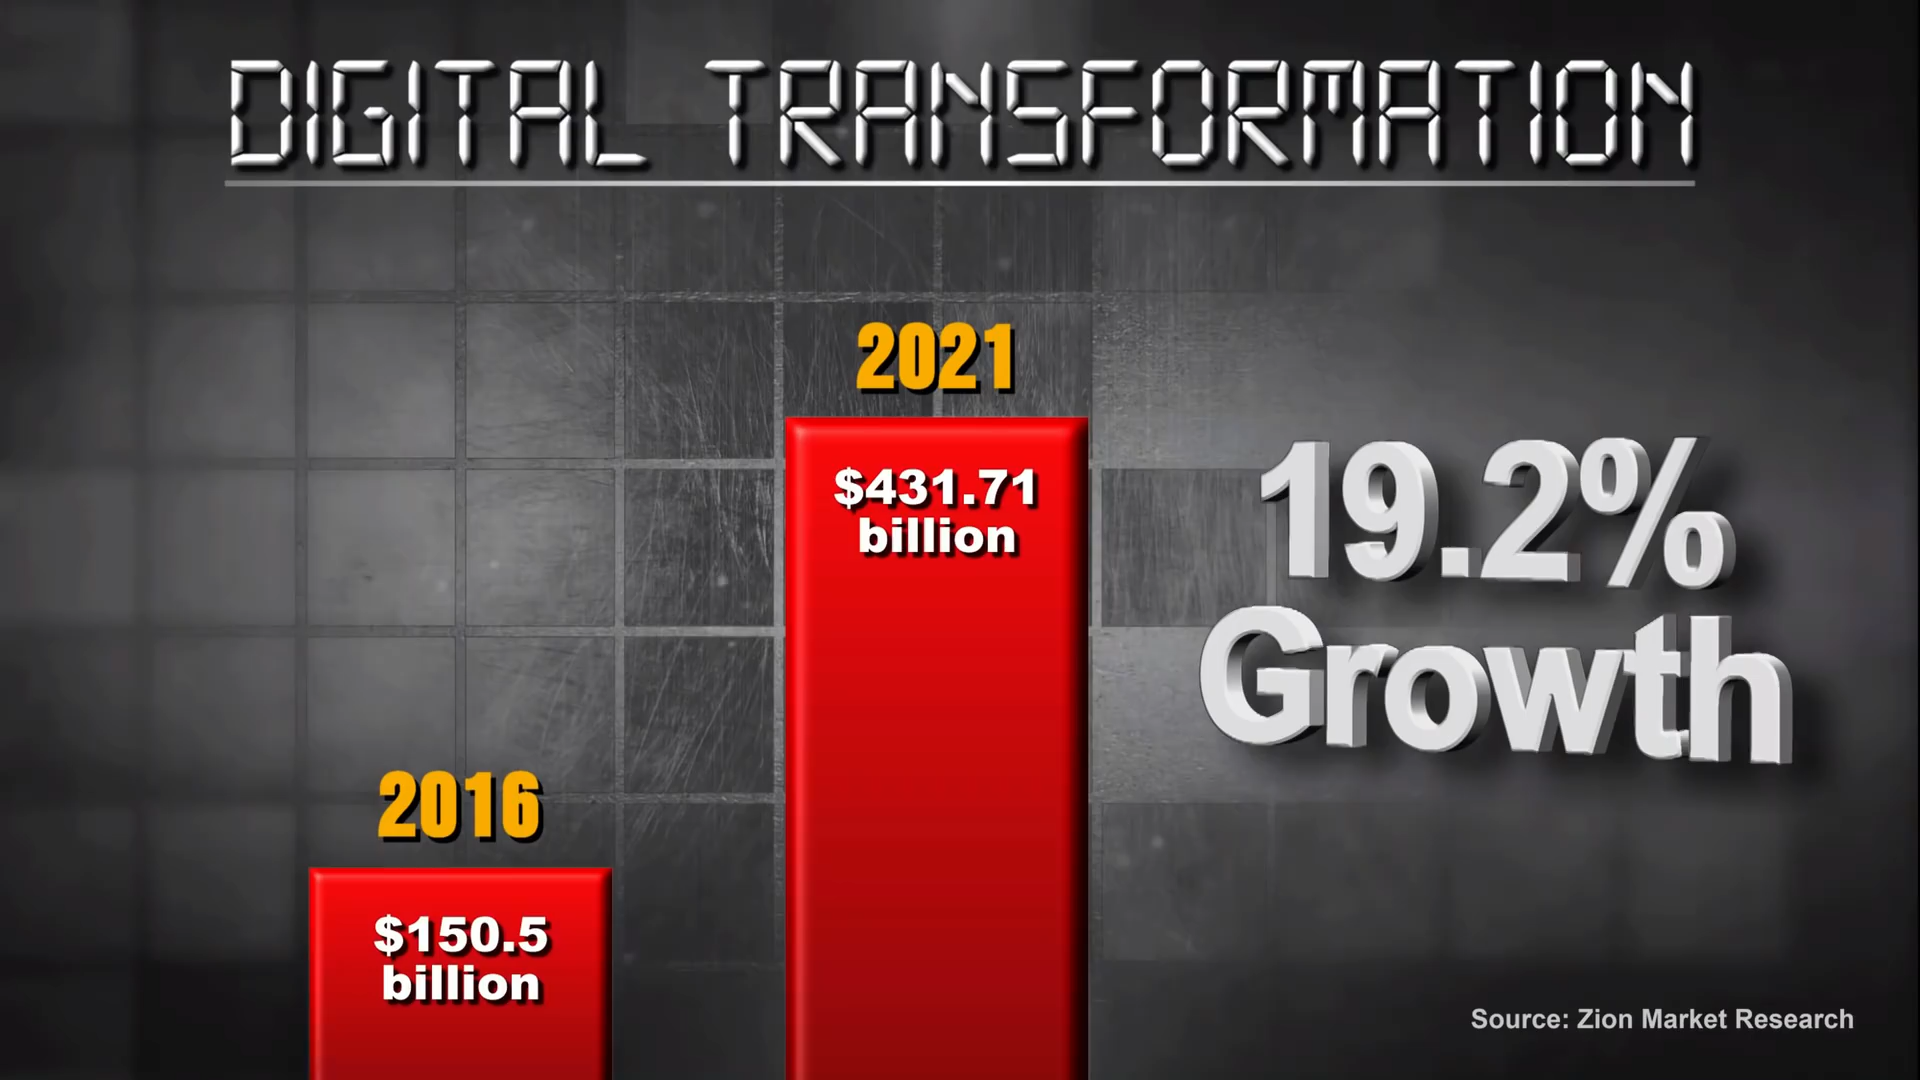 DIGITAL TRANSFORMATION
2021
$431.71
billion
19.2%
Growth
2016
$150.5
billion
Source: Zion Market Research